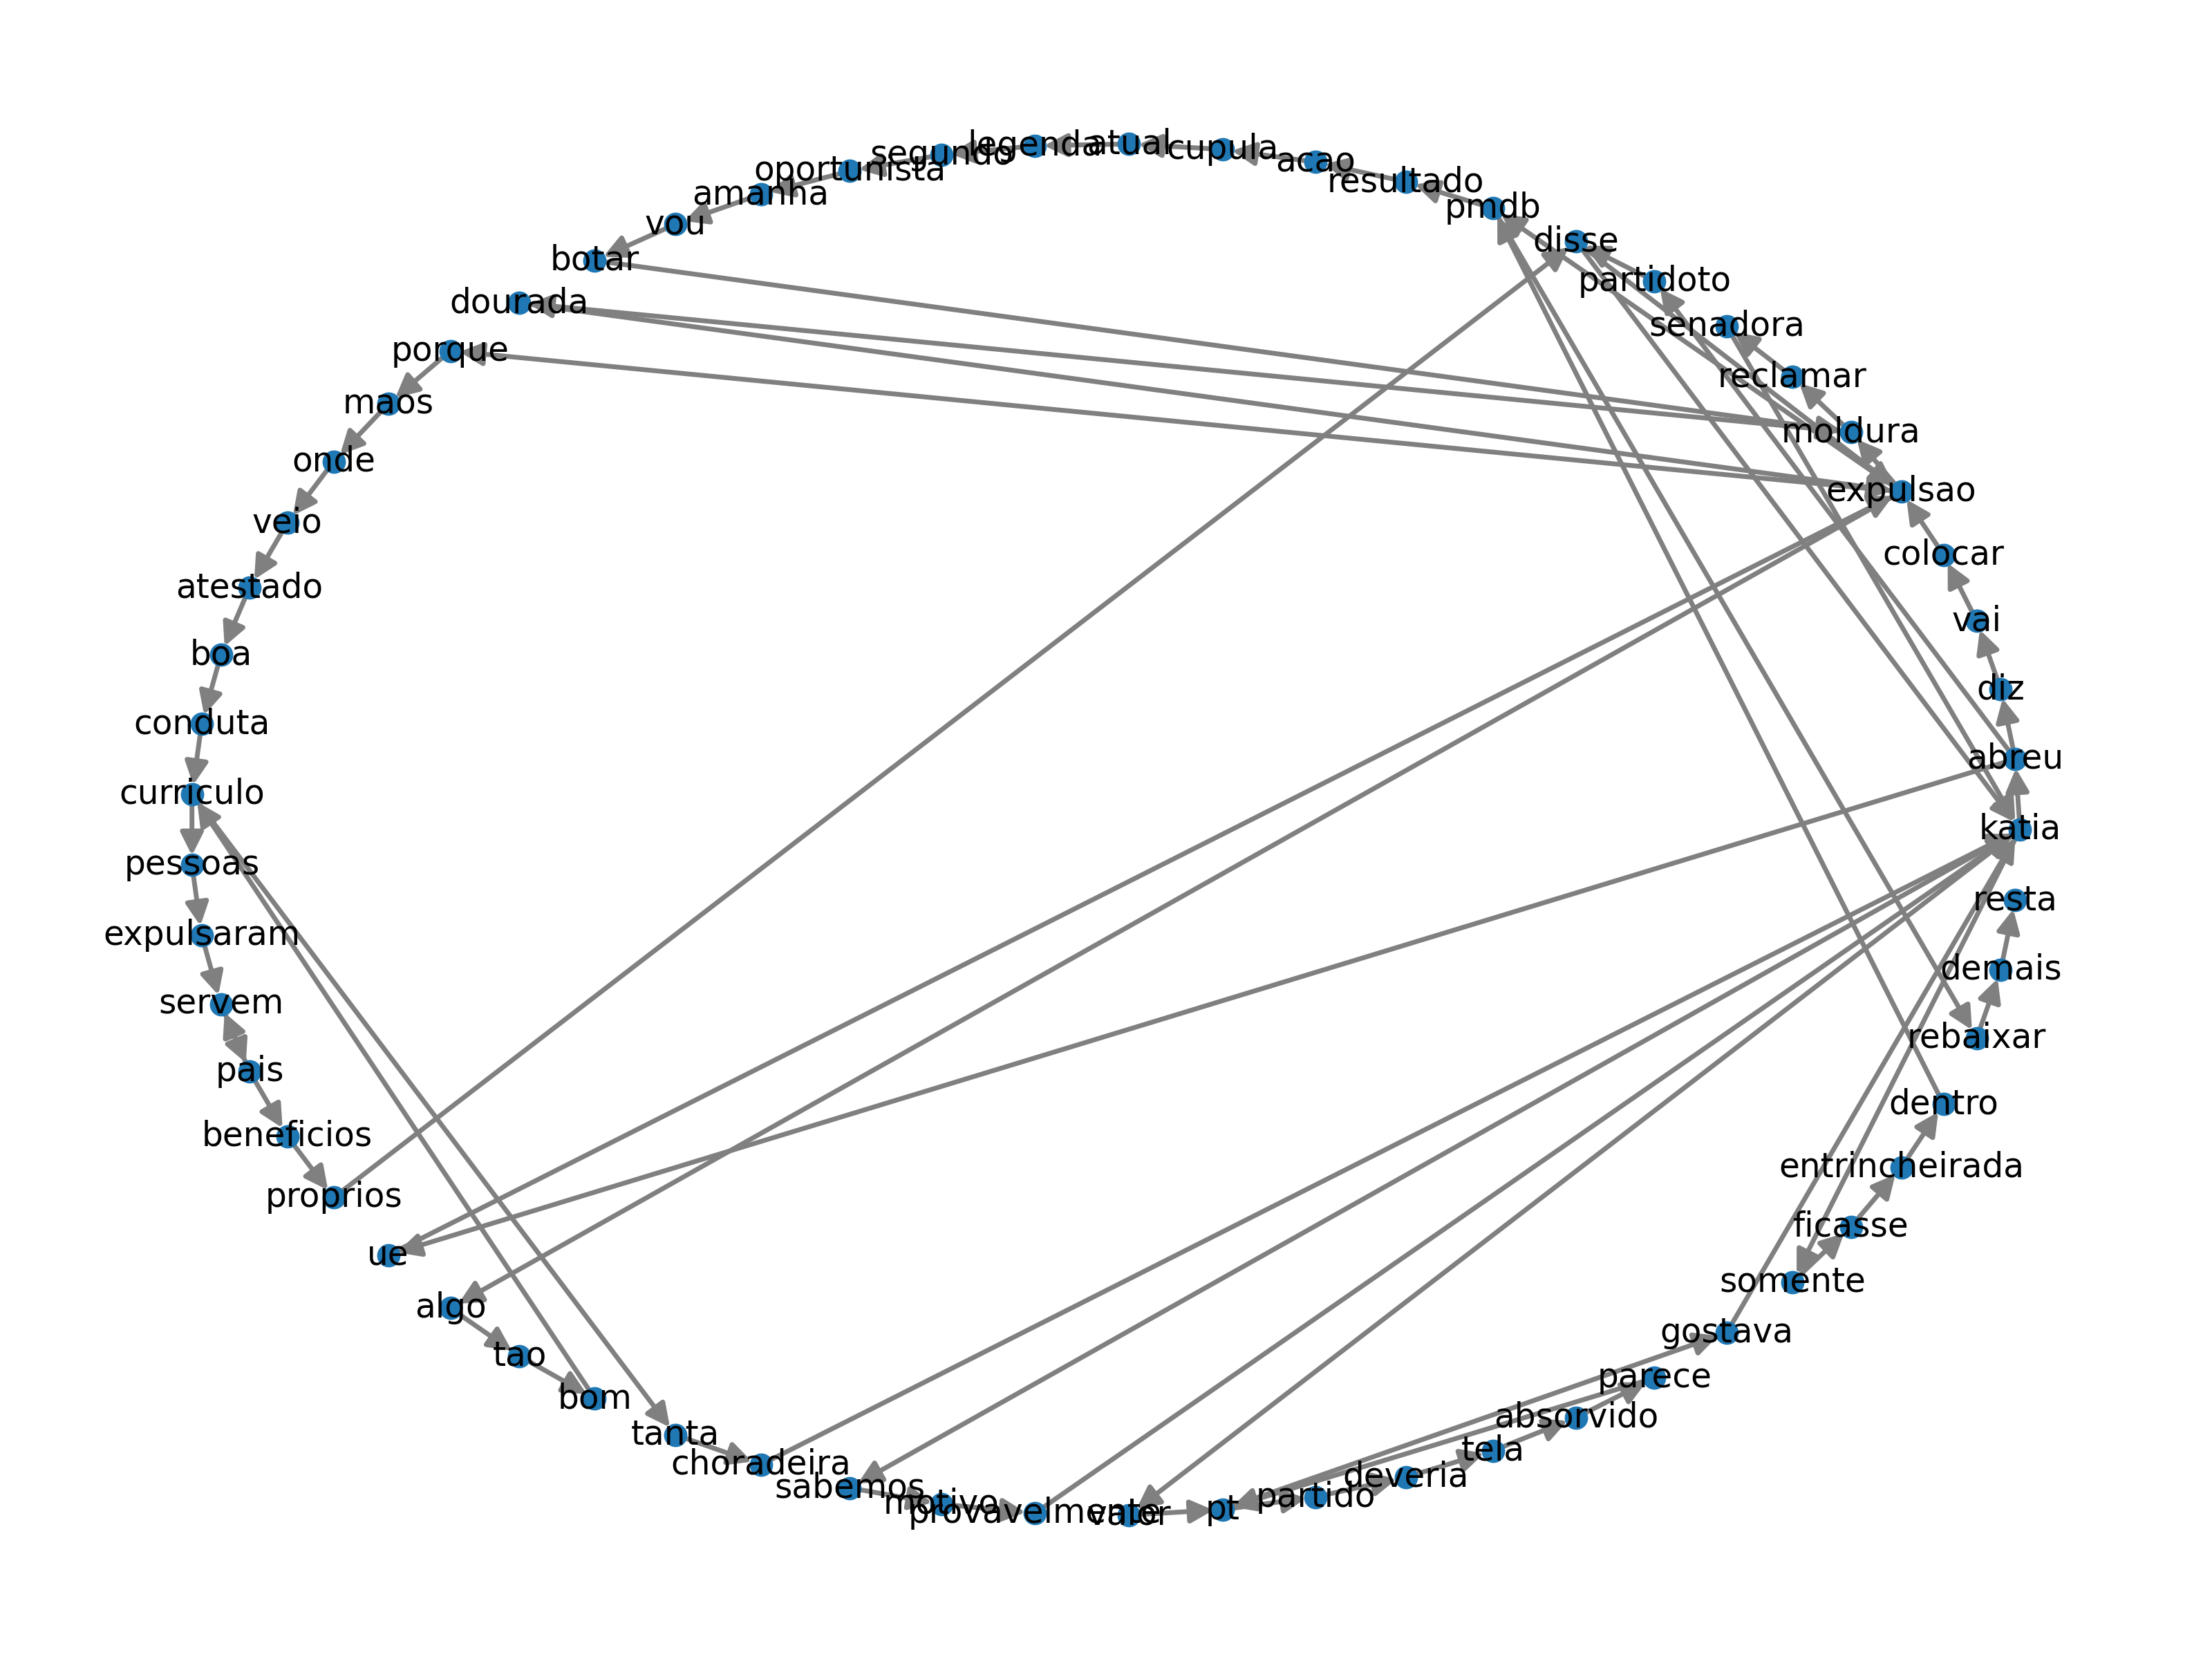 katia
abreu
diz
vai
colocar
expulsao
moldura
reclamar
senadora
partidoto
disse
pmdb
resultado
acao
cupula
atual
legenda
segundo
oportunista
amanha
vou
botar
dourada
porque
maos
onde
veio
atestado
boa
conduta
curriculo
pessoas
expulsaram
servem
pais
beneficios
proprios
ue
algo
tao
bom
tanta
choradeira
sabemos
motivo
provavelmente
valor
pt
partido
deveria
tela
absorvido
parece
gostava
somente
ficasse
entrincheirada
dentro
rebaixar
demais
resta